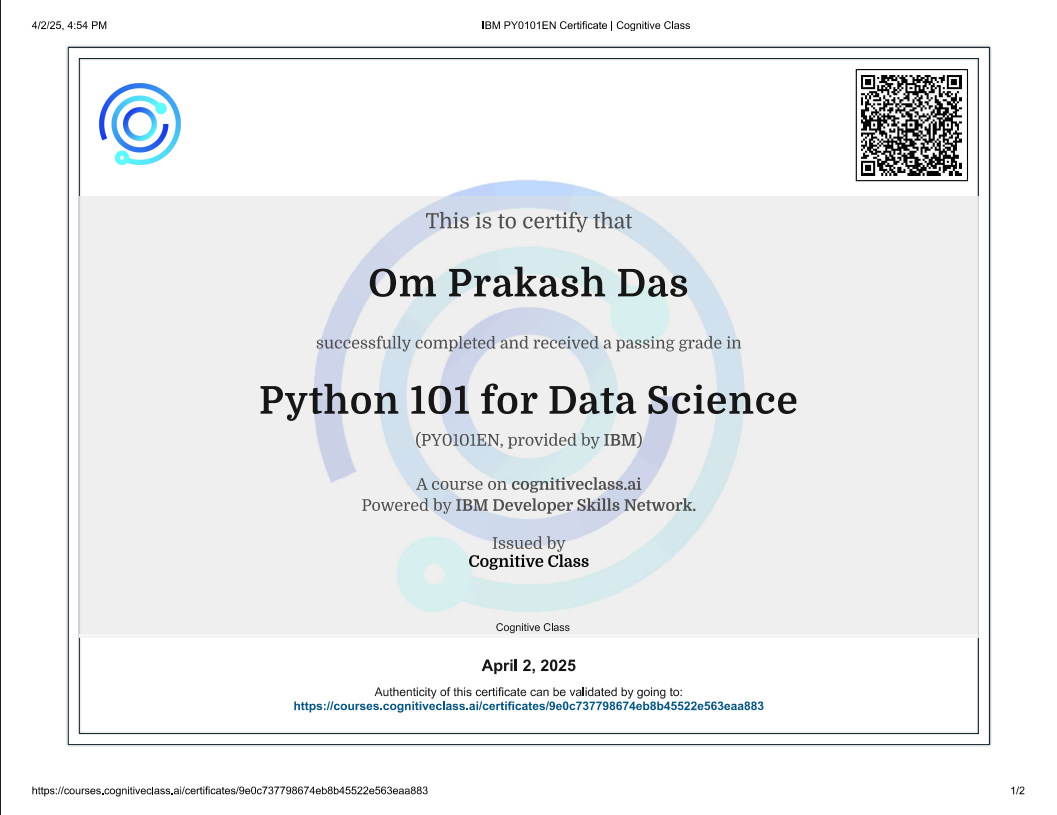 4/2/25, 4:54 PM
IBM PY0101EN Certificate | Cognitive Class
This is to certify that
Om Prakash Das
successfully completed and received a passing grade in
Python 101 for Data Science
(PY0101EN, provided by IBM)
A course on cognitiveclass.ai
Powered by IBM Developer Skills Network.
Issued by
Cognitive Class
Cognitive Class
April 2, 2025
Authenticity of this certificate can be validated by going to:
https://courses.cognitiveclass.ai/certificates/9e0c737798674eb8b45522e563eaa883
https://courses.cognitiveclass.ai/certificates/9e0c737798674eb8b45522e563eaa883
1/2